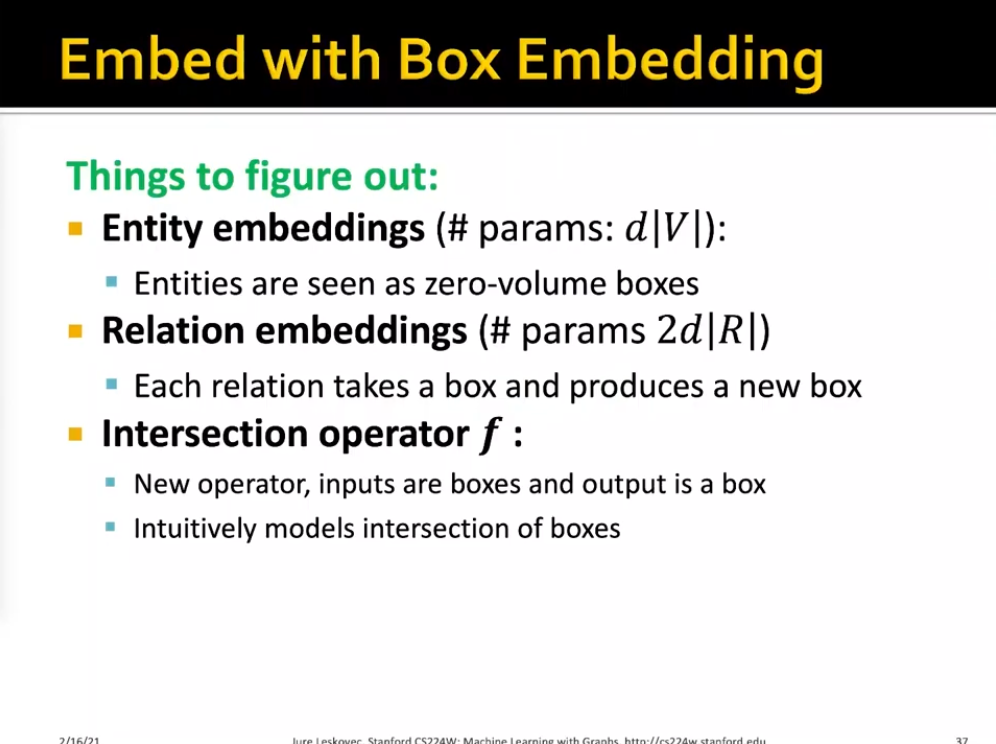 Embed with Box Embedding
Things to figure out:
▪ Entity embeddings (# params: d|V|):
▪ Entities are seen as zero-volume boxes
▪ Relation embeddings (# params 2d|R|)
▪ Each relation takes a box and produces a new box
▪ Intersection operator f :
▪ New operator, inputs are boxes and output is a box
▪ Intuitively models intersection of boxes
2/16/21 Jure Leskovec, Stanford CS224W: Machine Learning with Graphs, http://cs224w.stanford.edu 37